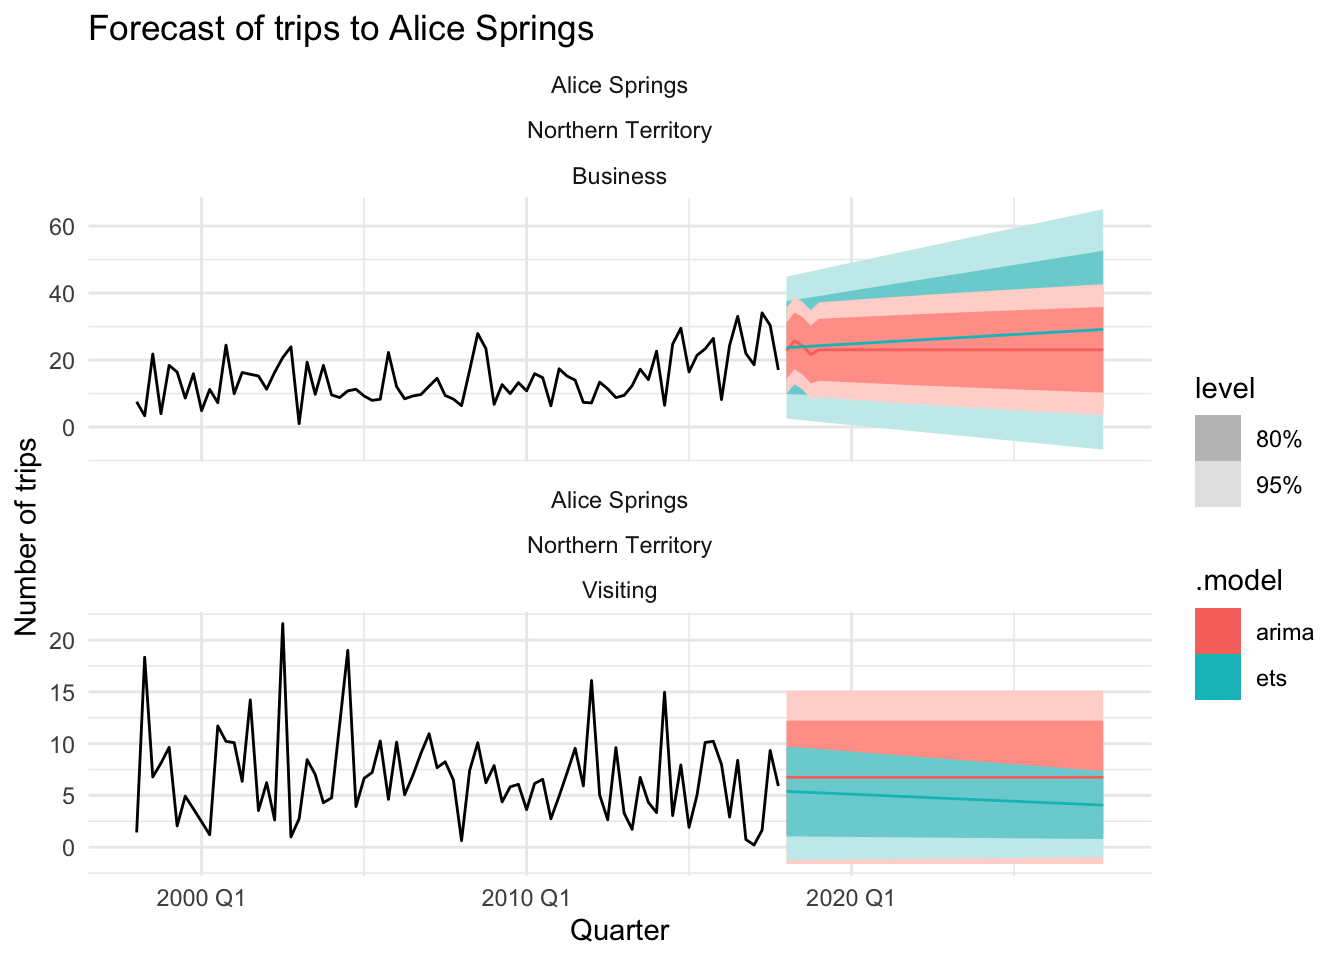 Forecast of trips to Alice Springs
Alice Springs
Northern Territory
Business
60
40
20
0
Number of trips
Alice Springs
Northern Territory
Visiting
20
15
10
5
0
2000 Q1
2010 Q1
2020 Q1
Quarter
level
80%
95%
.model
arima
ets